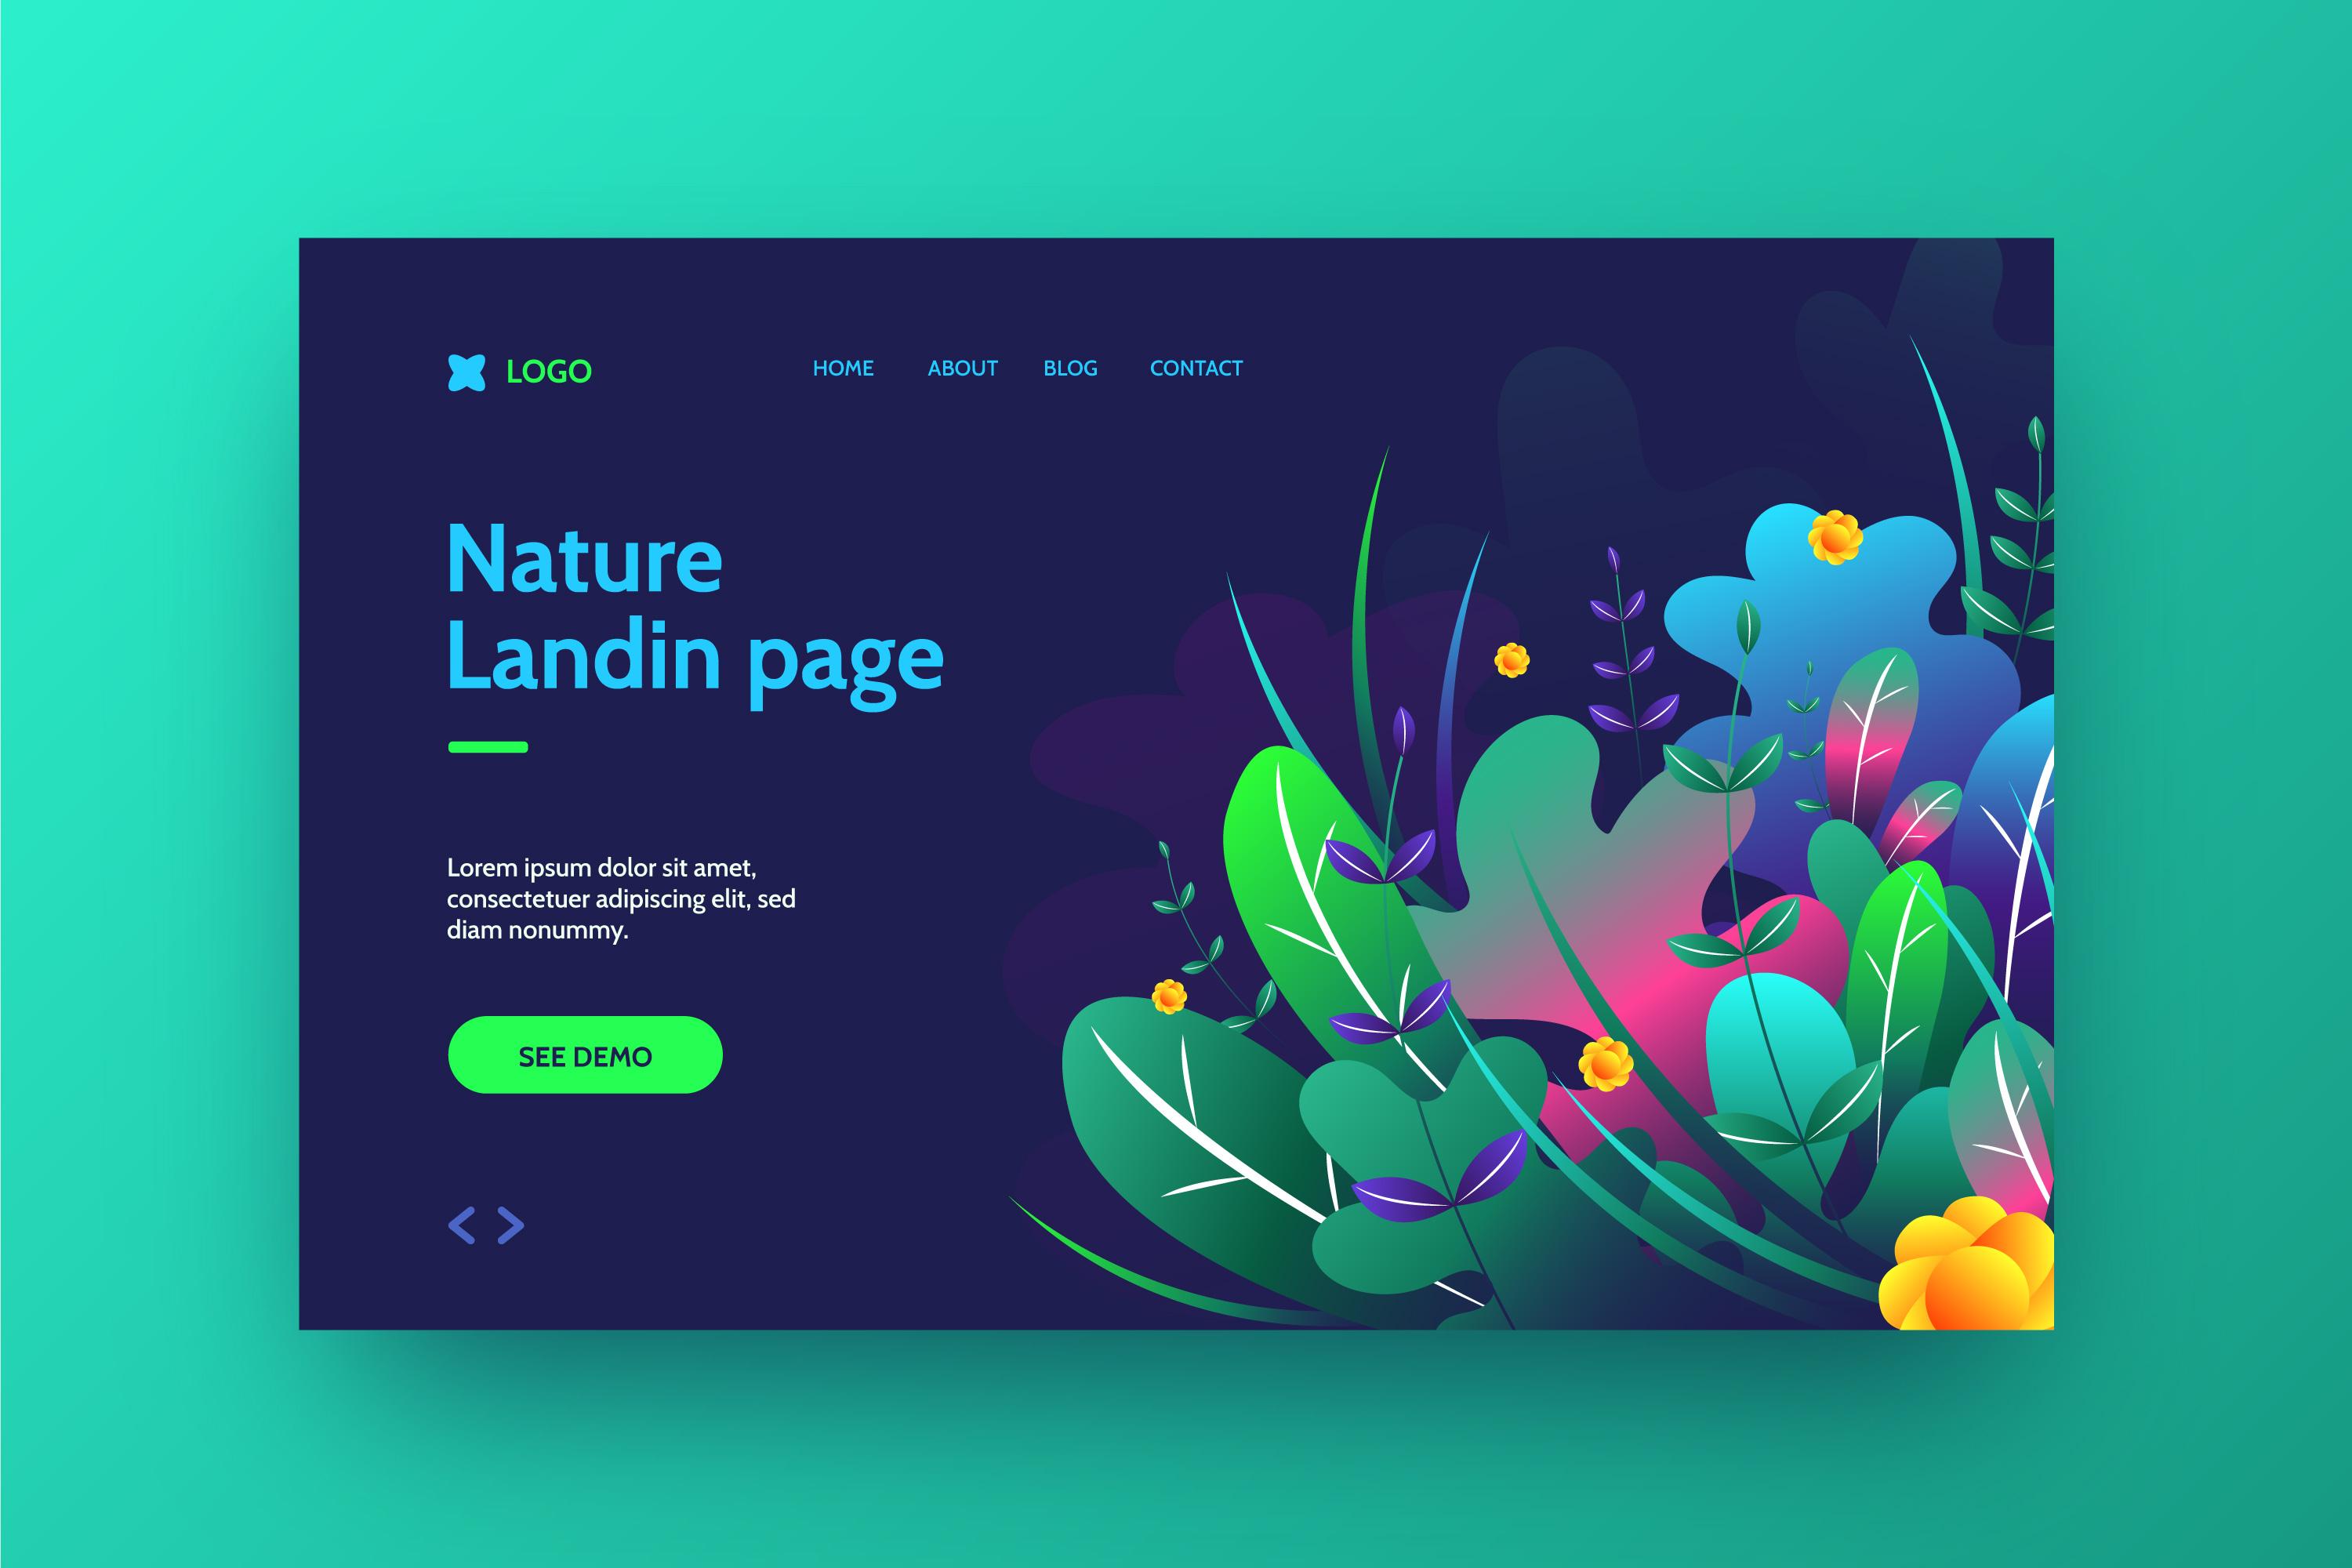 LOGO
HOME ABOUT BLOG CONTACT
Nature
Landin page
Lorem ipsum dolor sit amet,
consectetuer adipiscing elit, sed
diam nonummy.
SEE DEMO